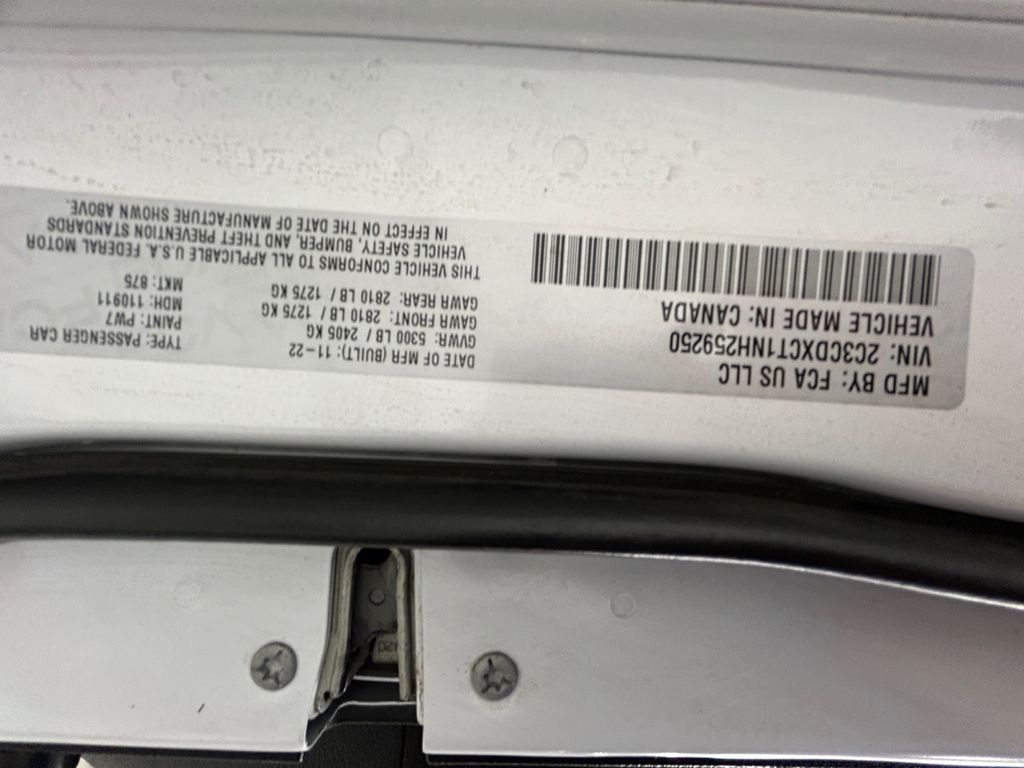 MFD BY: FCA US LLC
VIN: 2C3CDXCT1NH259250
VEHICLE MADE IN: CANADA
DATE OF MFR (BUILT): 11-22
GVWR: 5300 LB / 2405 KG
GAWR FRONT: 2810 LB / 1275 KG
GAWR REAR: 2810 LB / 1275 KG
TYPE: PASSENGER CAR
PAINT: PW7
MDH: 110911
MKT: 875
THIS VEHICLE CONFORMS TO ALL APPLICABLE U.S.A. FEDERAL MOTOR
VEHICLE SAFETY, BUMPER, AND THEFT PREVENTION STANDARDS
IN EFFECT ON THE DATE OF MANUFACTURE SHOWN ABOVE.